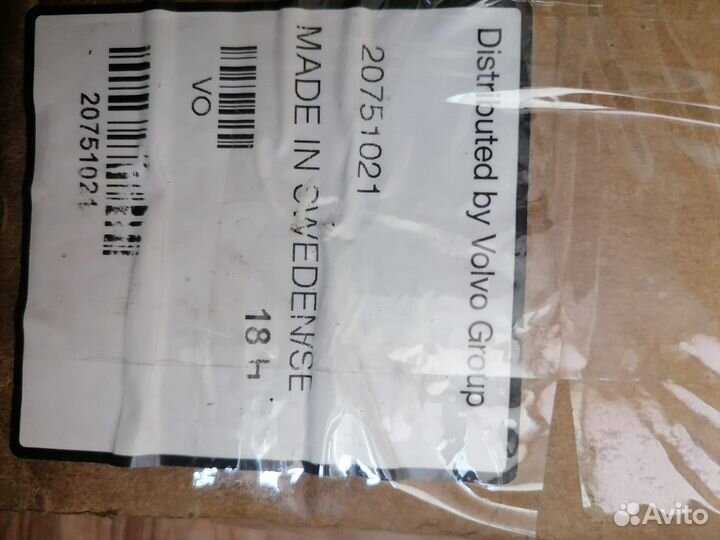 Distributed by Volvo Group
20751021
MADE IN SWEDEN/SE
18
VO
20751021
Avito